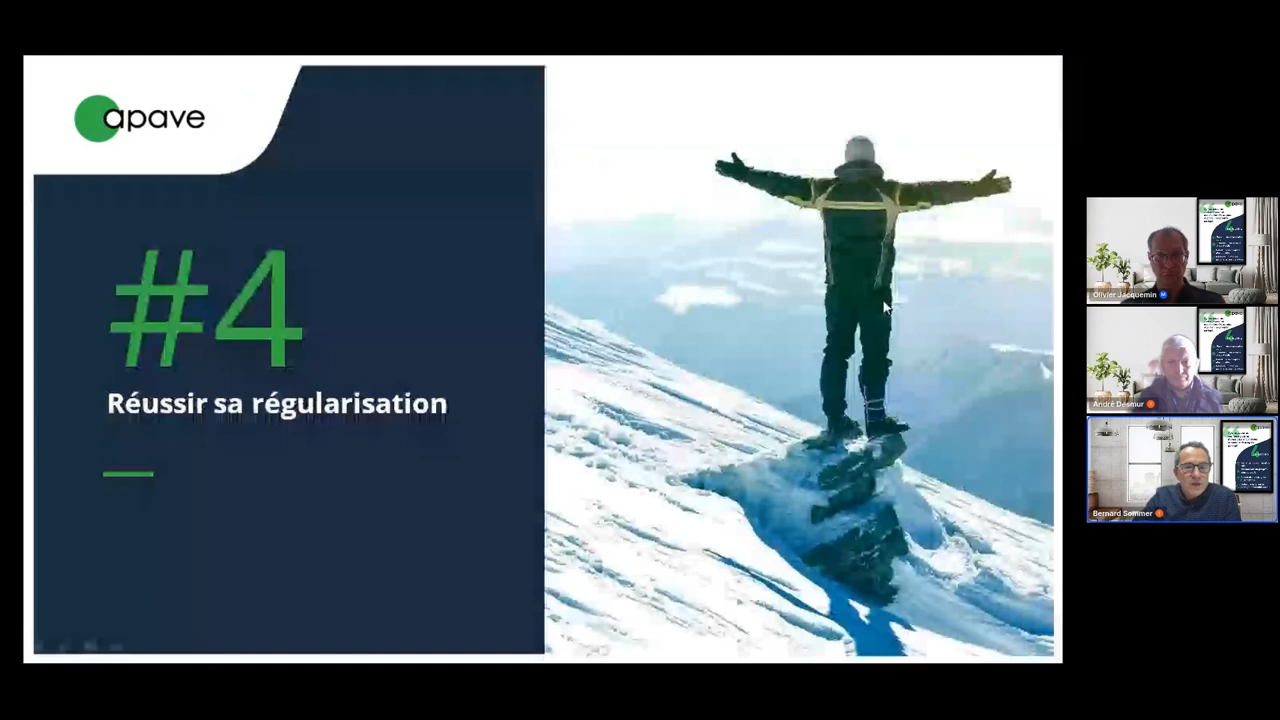 apave
#4
Réussir sa régularisation
Olivier Jacquemin
André Desmur
Bernard Sommer